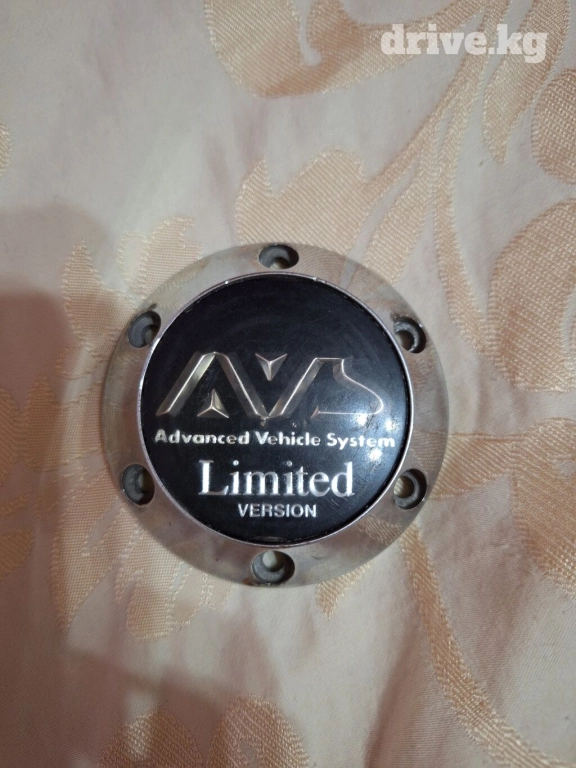 drive.kg
AVS
Advanced Vehicle System
Limited
VERSION